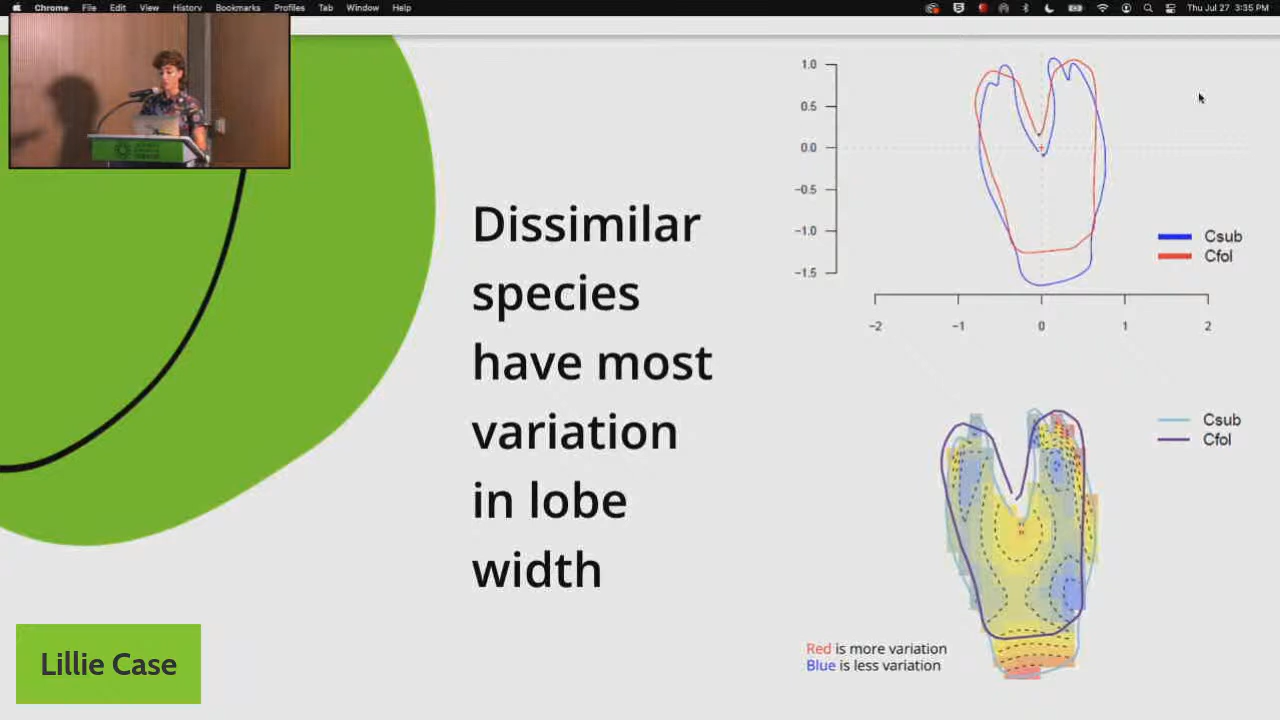 Chrome File Edit View History Bookmarks Profiles Tab Window Help
Thu Jul 27 3:35 PM
Dissimilar
species
have most
variation
in lobe
width
1.0
0.5
0.0
−0.5
−1.0
−1.5
−2 −1 0 1 2
Csub
Cfol
Csub
Cfol
Red is more variation
Blue is less variation
Lillie Case